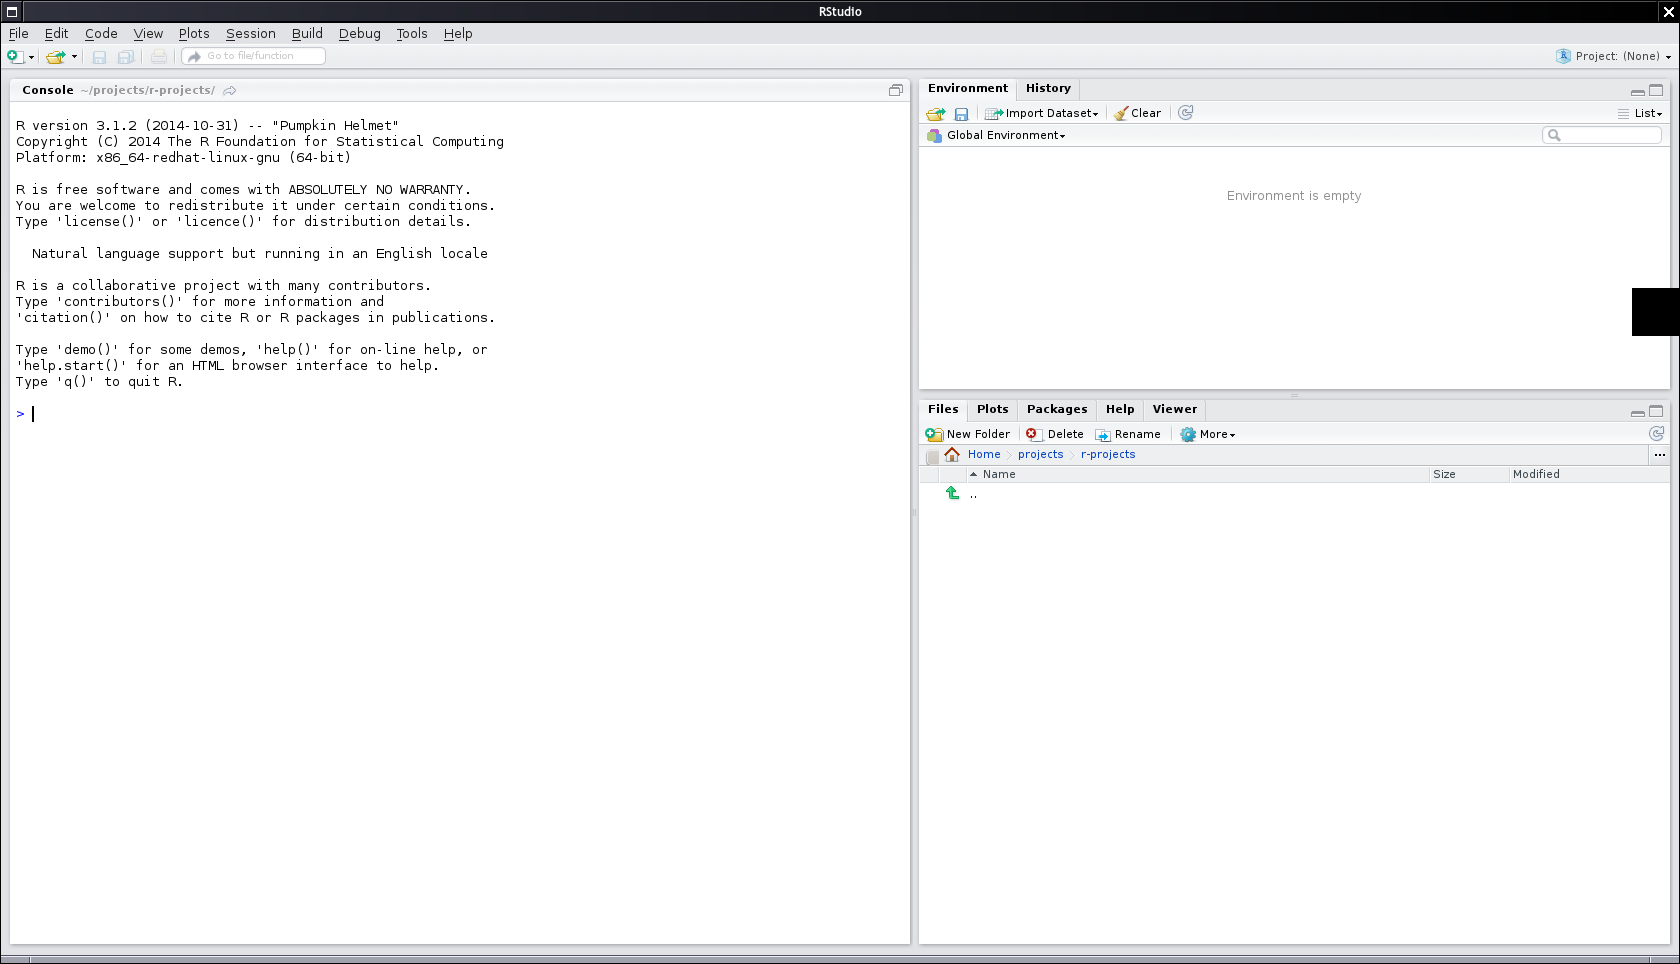 RStudio
File Edit Code View Plots Session Build Debug Tools Help
Go to file/function
Project: (None)
Console ~/projects/r-projects/
R version 3.1.2 (2014-10-31) -- "Pumpkin Helmet"
Copyright (C) 2014 The R Foundation for Statistical Computing
Platform: x86_64-redhat-linux-gnu (64-bit)
R is free software and comes with ABSOLUTELY NO WARRANTY.
You are welcome to redistribute it under certain conditions.
Type 'license()' or 'licence()' for distribution details.
Natural language support but running in an English locale
R is a collaborative project with many contributors.
Type 'contributors()' for more information and
'citation()' on how to cite R or R packages in publications.
Type 'demo()' for some demos, 'help()' for on-line help, or
'help.start()' for an HTML browser interface to help.
Type 'q()' to quit R.
>
Environment History
Import Dataset Clear List
Global Environment
Environment is empty
Files Plots Packages Help Viewer
New Folder Delete Rename More
Home projects r-projects ...
Name Size Modified
..